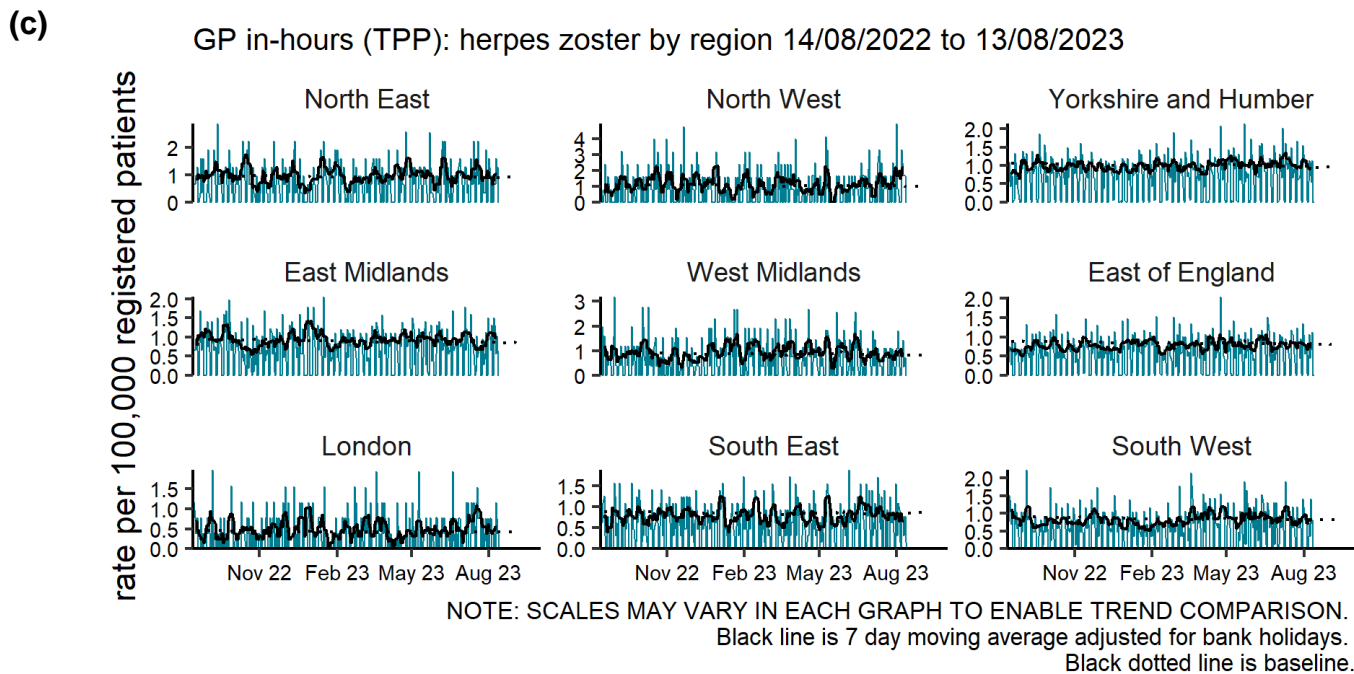 (c)
GP in-hours (TPP): herpes zoster by region 14/08/2022 to 13/08/2023
rate per 100,000 registered patients
North East
2
1
0
North West
4
3
2
1
0
Yorkshire and Humber
2.0
1.5
1.0
0.5
0.0
East Midlands
2.0
1.5
1.0
0.5
0.0
West Midlands
3
2
1
0
East of England
2.0
1.5
1.0
0.5
0.0
London
1.5
1.0
0.5
0.0
Nov 22 Feb 23 May 23 Aug 23
South East
1.5
1.0
0.5
0.0
Nov 22 Feb 23 May 23 Aug 23
South West
2.0
1.5
1.0
0.5
0.0
Nov 22 Feb 23 May 23 Aug 23
NOTE: SCALES MAY VARY IN EACH GRAPH TO ENABLE TREND COMPARISON.
Black line is 7 day moving average adjusted for bank holidays.
Black dotted line is baseline.